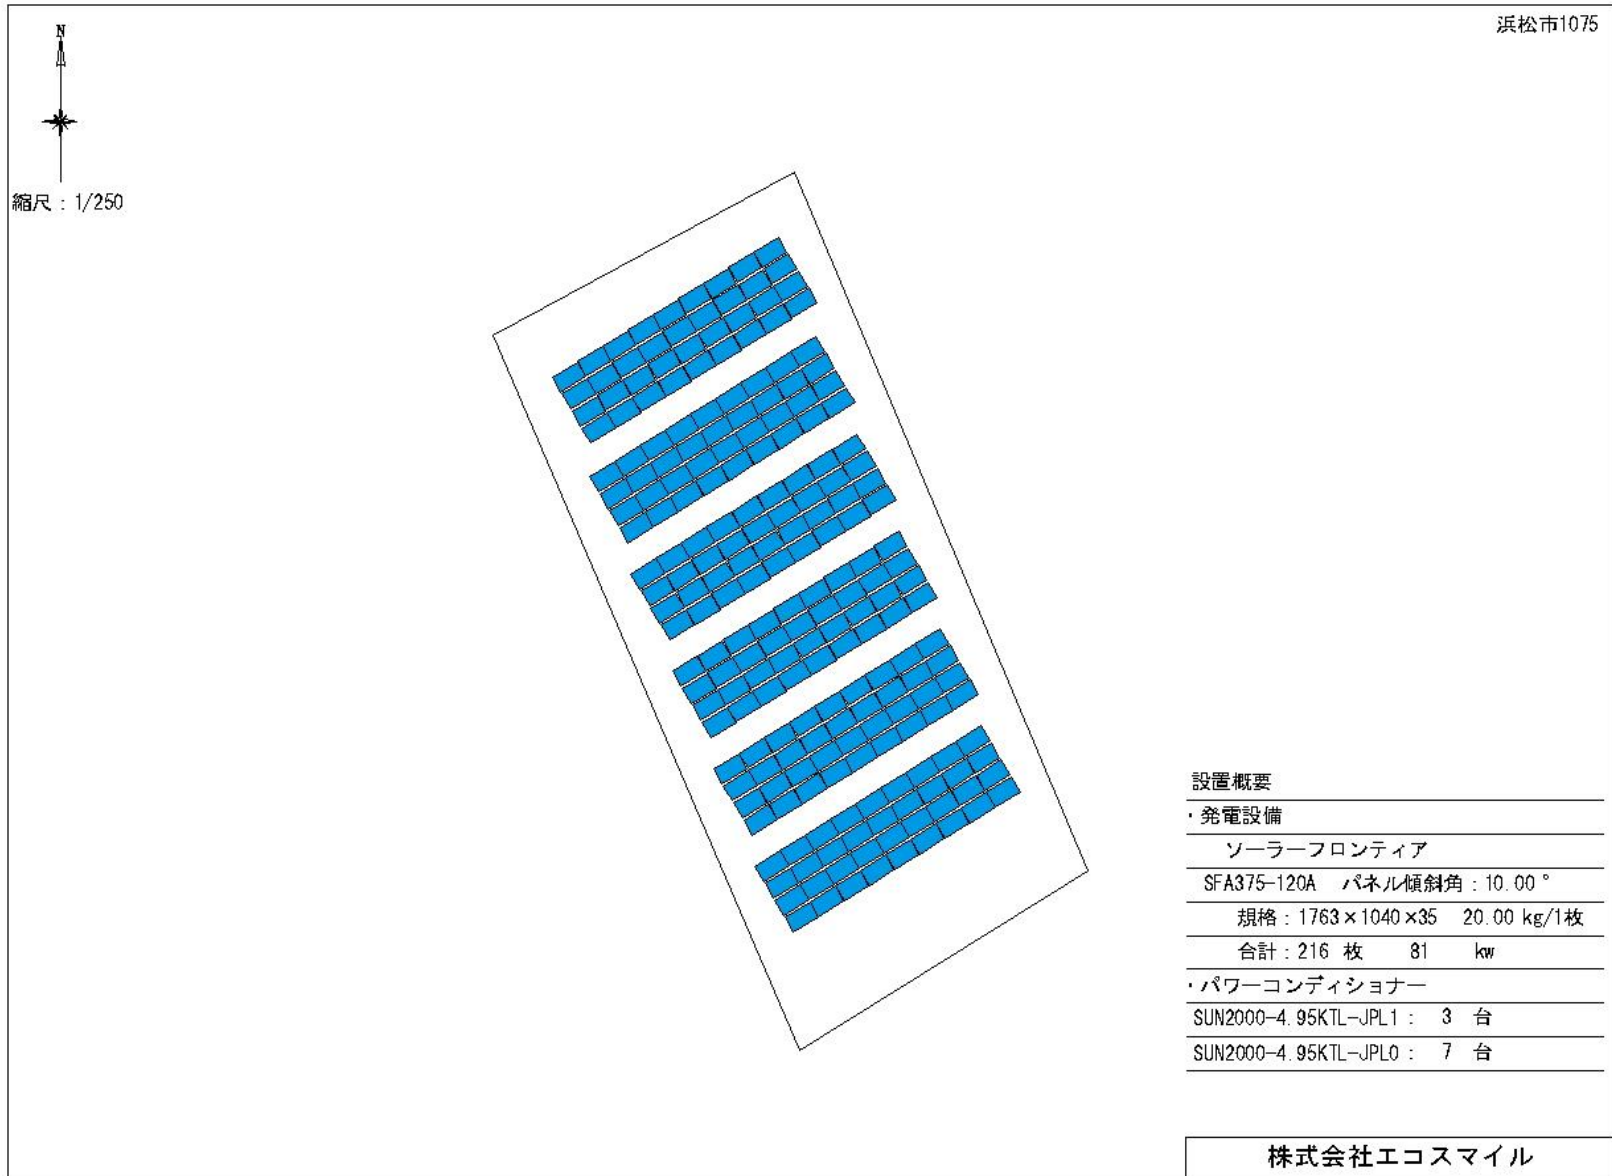 浜松市1075
N
縮尺：1/250
設置概要
・発電設備
ソーラーフロンティア
SFA375-120A パネル傾斜角：10.00°
規格：1763×1040×35 20.00 kg/1枚
合計：216 枚 81 kw
・パワーコンディショナー
SUN2000-4.95KTL-JPL1： 3 台
SUN2000-4.95KTL-JPL0： 7 台
株式会社エコスマイル